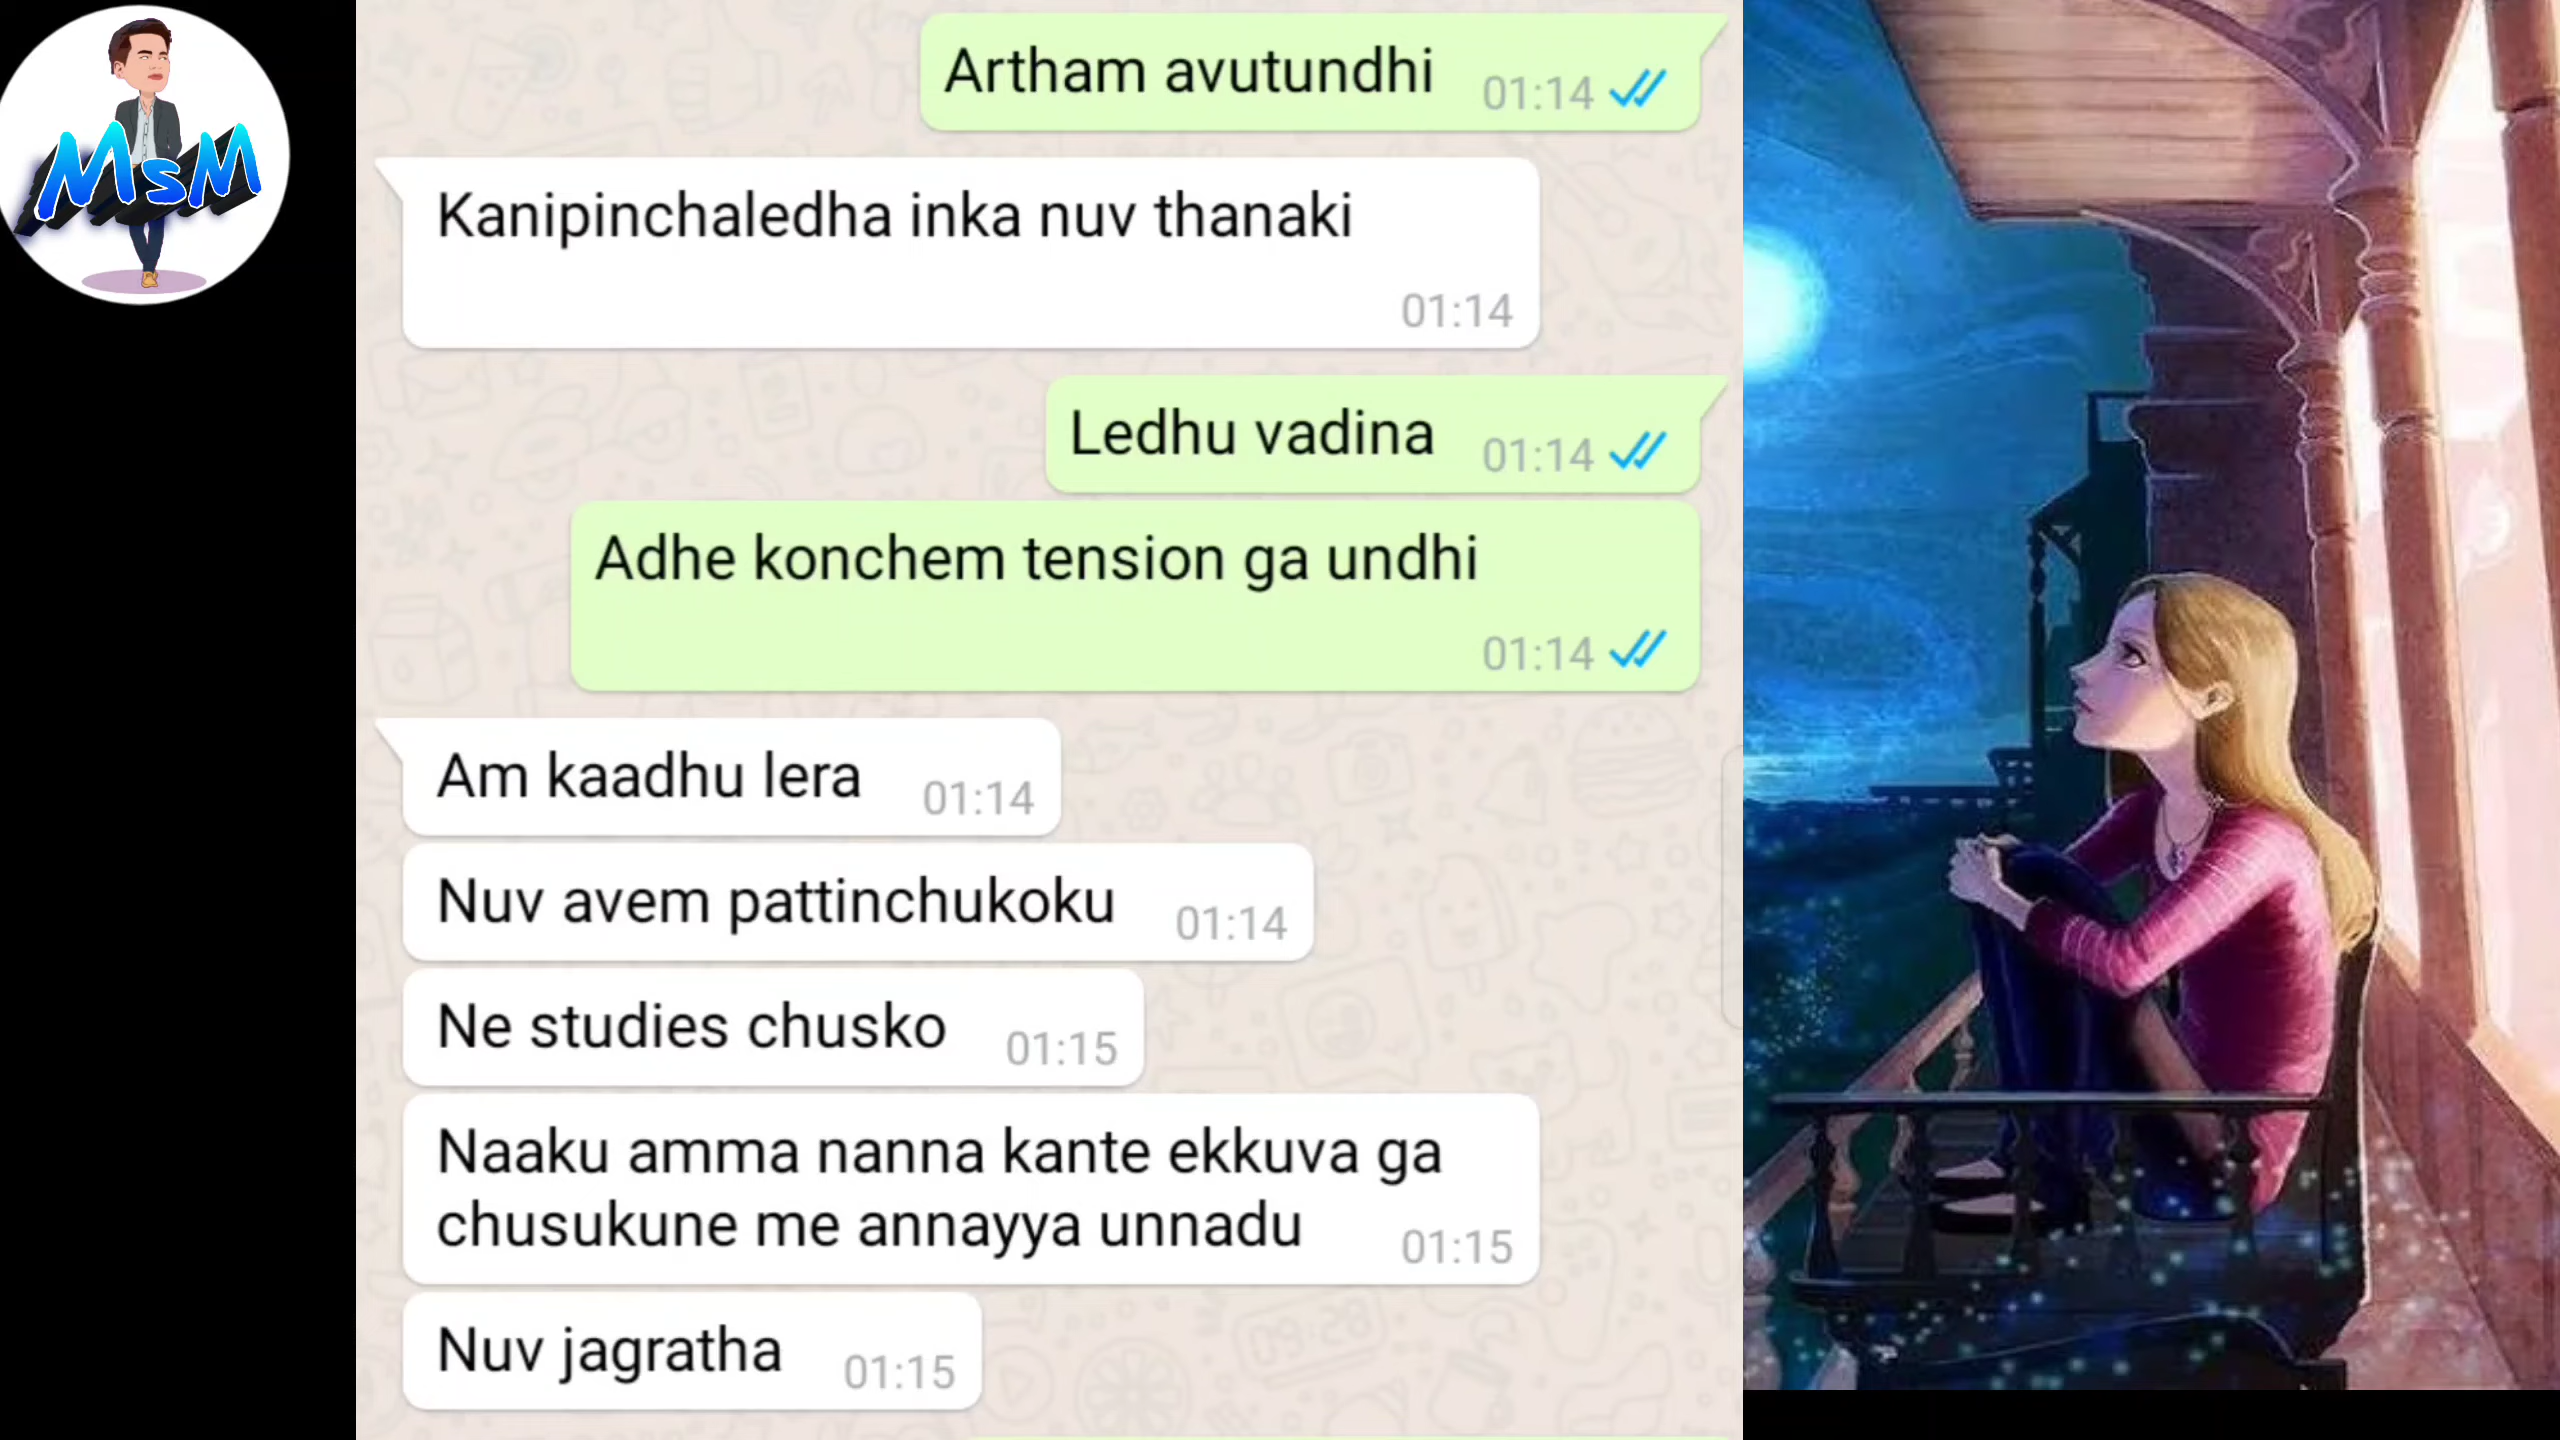 MsM
Artham avutundhi
01:14
Kanipinchaledha inka nuv thanaki
01:14
Ledhu vadina
01:14
Adhe konchem tension ga undhi
01:14
Am kaadhu lera
01:14
Nuv avem pattinchukoku
01:14
Ne studies chusko
01:15
Naaku amma nanna kante ekkuva ga
chusukune me annayya unnadu
01:15
Nuv jagratha
01:15